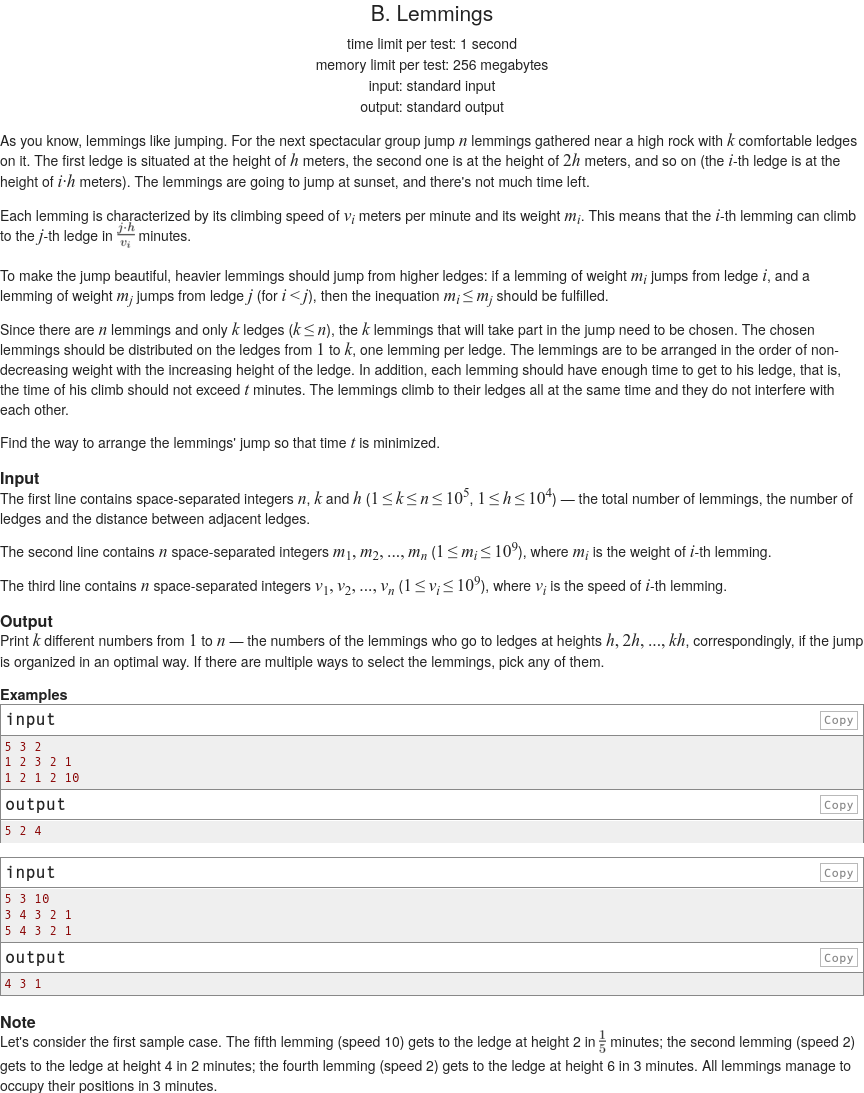 B. Lemmings
time limit per test: 1 second
memory limit per test: 256 megabytes
input: standard input
output: standard output
As you know, lemmings like jumping. For the next spectacular group jump n lemmings gathered near a high rock with k comfortable ledges
on it. The first ledge is situated at the height of h meters, the second one is at the height of 2h meters, and so on (the i-th ledge is at the
height of i·h meters). The lemmings are going to jump at sunset, and there's not much time left.
Each lemming is characterized by its climbing speed of v_i meters per minute and its weight m_i. This means that the i-th lemming can climb
to the j-th ledge in j·h/v_i minutes.
To make the jump beautiful, heavier lemmings should jump from higher ledges: if a lemming of weight m_i jumps from ledge i, and a
lemming of weight m_j jumps from ledge j (for i < j), then the inequation m_i ≤ m_j should be fulfilled.
Since there are n lemmings and only k ledges (k ≤ n), the k lemmings that will take part in the jump need to be chosen. The chosen
lemmings should be distributed on the ledges from 1 to k, one lemming per ledge. The lemmings are to be arranged in the order of non-
decreasing weight with the increasing height of the ledge. In addition, each lemming should have enough time to get to his ledge, that is,
the time of his climb should not exceed t minutes. The lemmings climb to their ledges all at the same time and they do not interfere with
each other.
Find the way to arrange the lemmings' jump so that time t is minimized.
Input
The first line contains space-separated integers n, k and h (1 ≤ k ≤ n ≤ 10^5, 1 ≤ h ≤ 10^4) — the total number of lemmings, the number of
ledges and the distance between adjacent ledges.
The second line contains n space-separated integers m_1, m_2, ..., m_n (1 ≤ m_i ≤ 10^9), where m_i is the weight of i-th lemming.
The third line contains n space-separated integers v_1, v_2, ..., v_n (1 ≤ v_i ≤ 10^9), where v_i is the speed of i-th lemming.
Output
Print k different numbers from 1 to n — the numbers of the lemmings who go to ledges at heights h, 2h, ..., kh, correspondingly, if the jump
is organized in an optimal way. If there are multiple ways to select the lemmings, pick any of them.
Examples
input Copy
5 3 2
1 2 3 2 1
1 2 1 2 10
output Copy
5 2 4
input Copy
5 3 10
3 4 3 2 1
5 4 3 2 1
output Copy
4 3 1
Note
Let's consider the first sample case. The fifth lemming (speed 10) gets to the ledge at height 2 in 1/5 minutes; the second lemming (speed 2)
gets to the ledge at height 4 in 2 minutes; the fourth lemming (speed 2) gets to the ledge at height 6 in 3 minutes. All lemmings manage to
occupy their positions in 3 minutes.